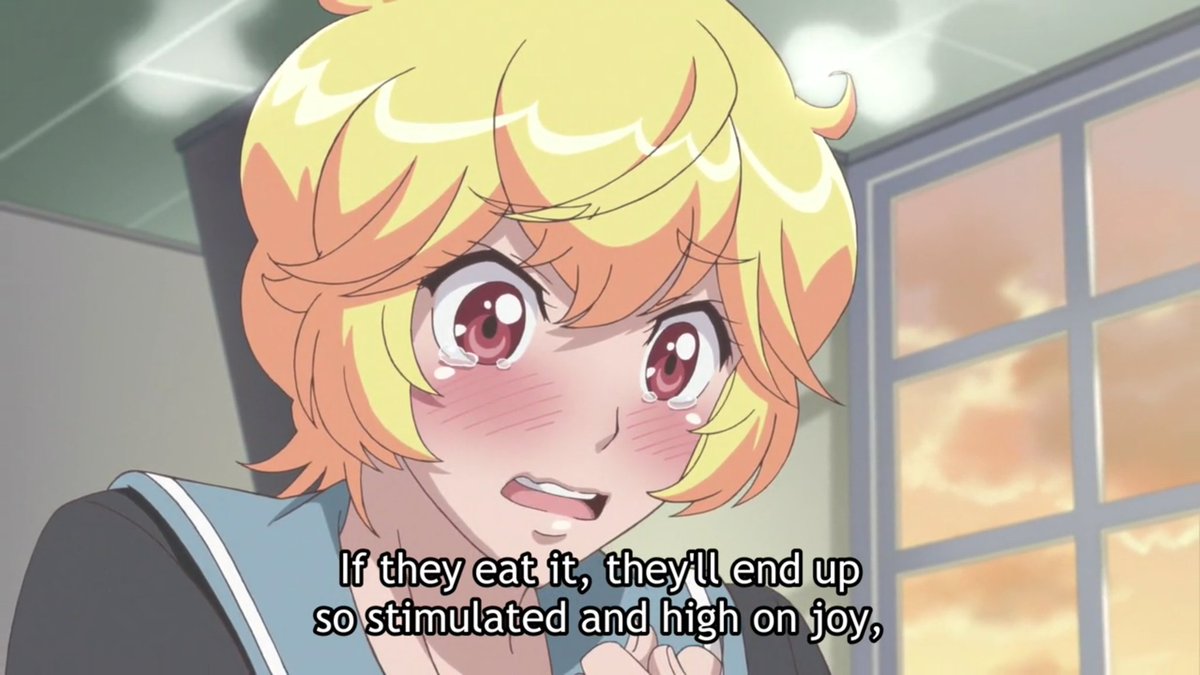 If they eat it, they'll end up
so stimulated and high on joy,